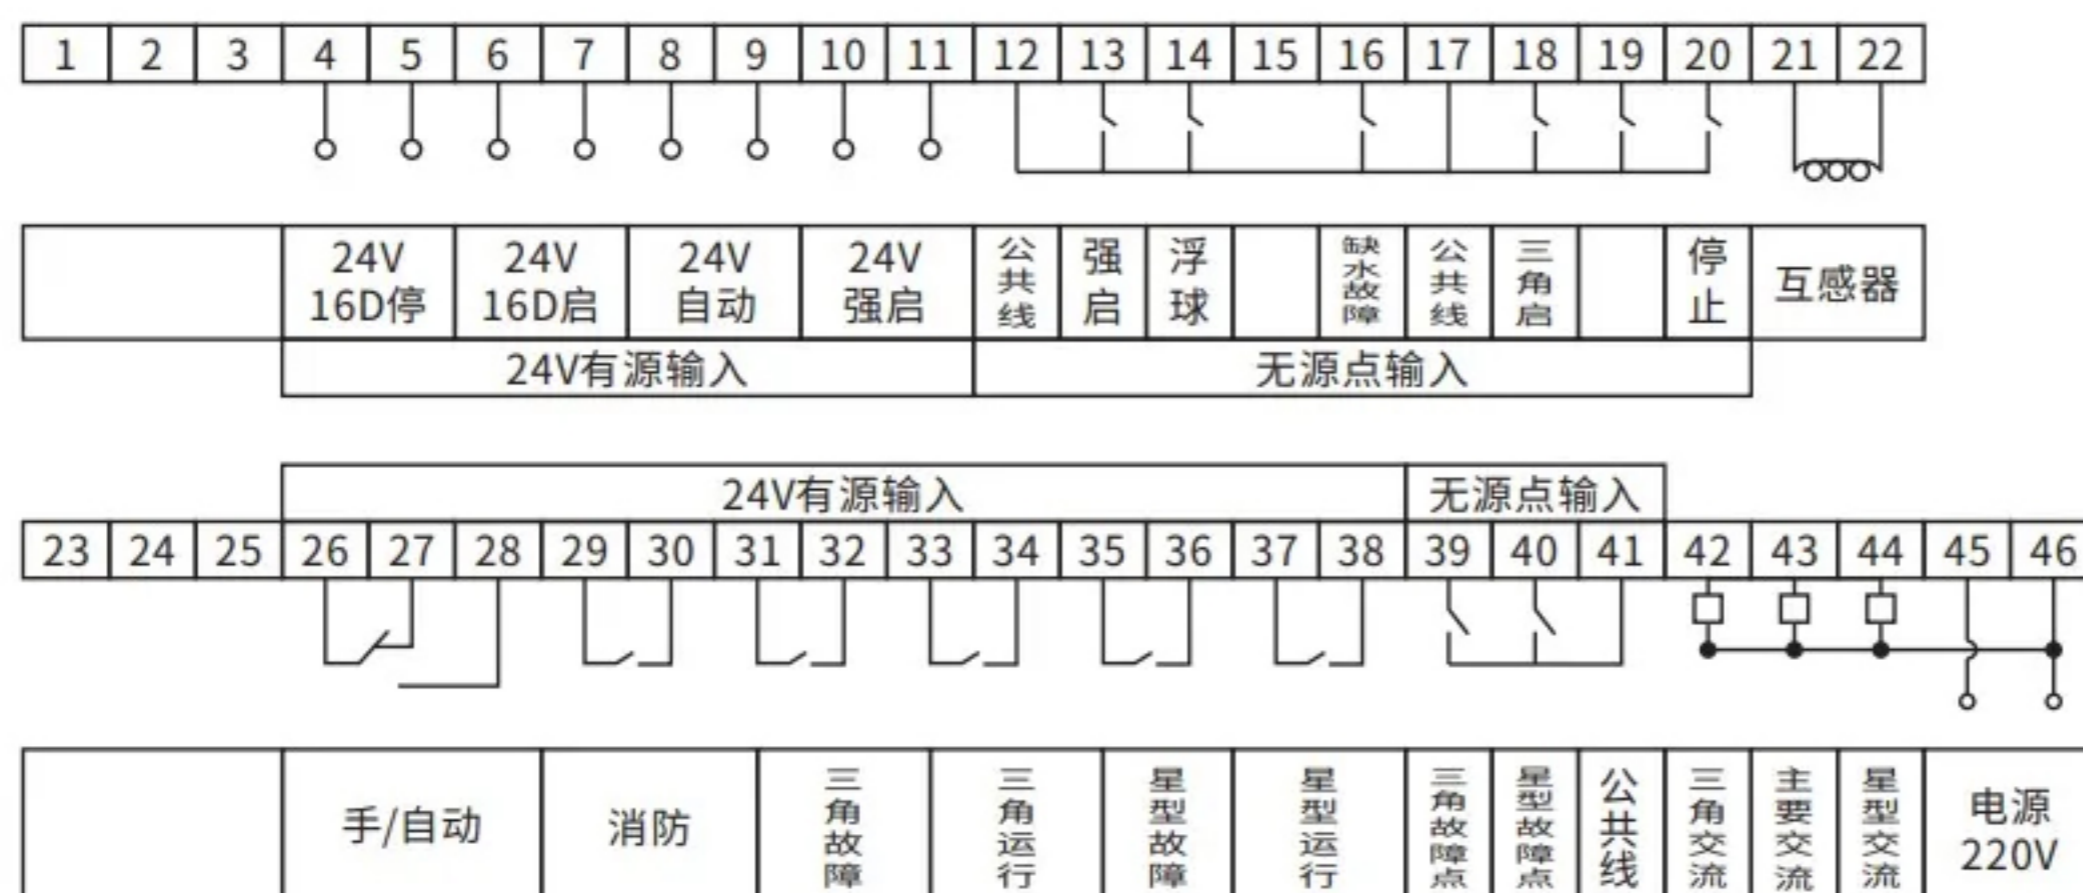 1 2 3 4 5 6 7 8 9 10 11 12 13 14 15 16 17 18 19 20 21 22
24V 16D停 24V 16D启 24V 自动 24V 强启 公共线 强启 浮球 缺水故障 公共线 三角启 停止 互感器
24V有源输入 无源点输入
24V有源输入 无源点输入
23 24 25 26 27 28 29 30 31 32 33 34 35 36 37 38 39 40 41 42 43 44 45 46
手/自动 消防 三角故障 三角运行 星型故障 星型运行 三角故障点 星型故障点 公共线 三角交流 主要交流 星型交流 电源 220V